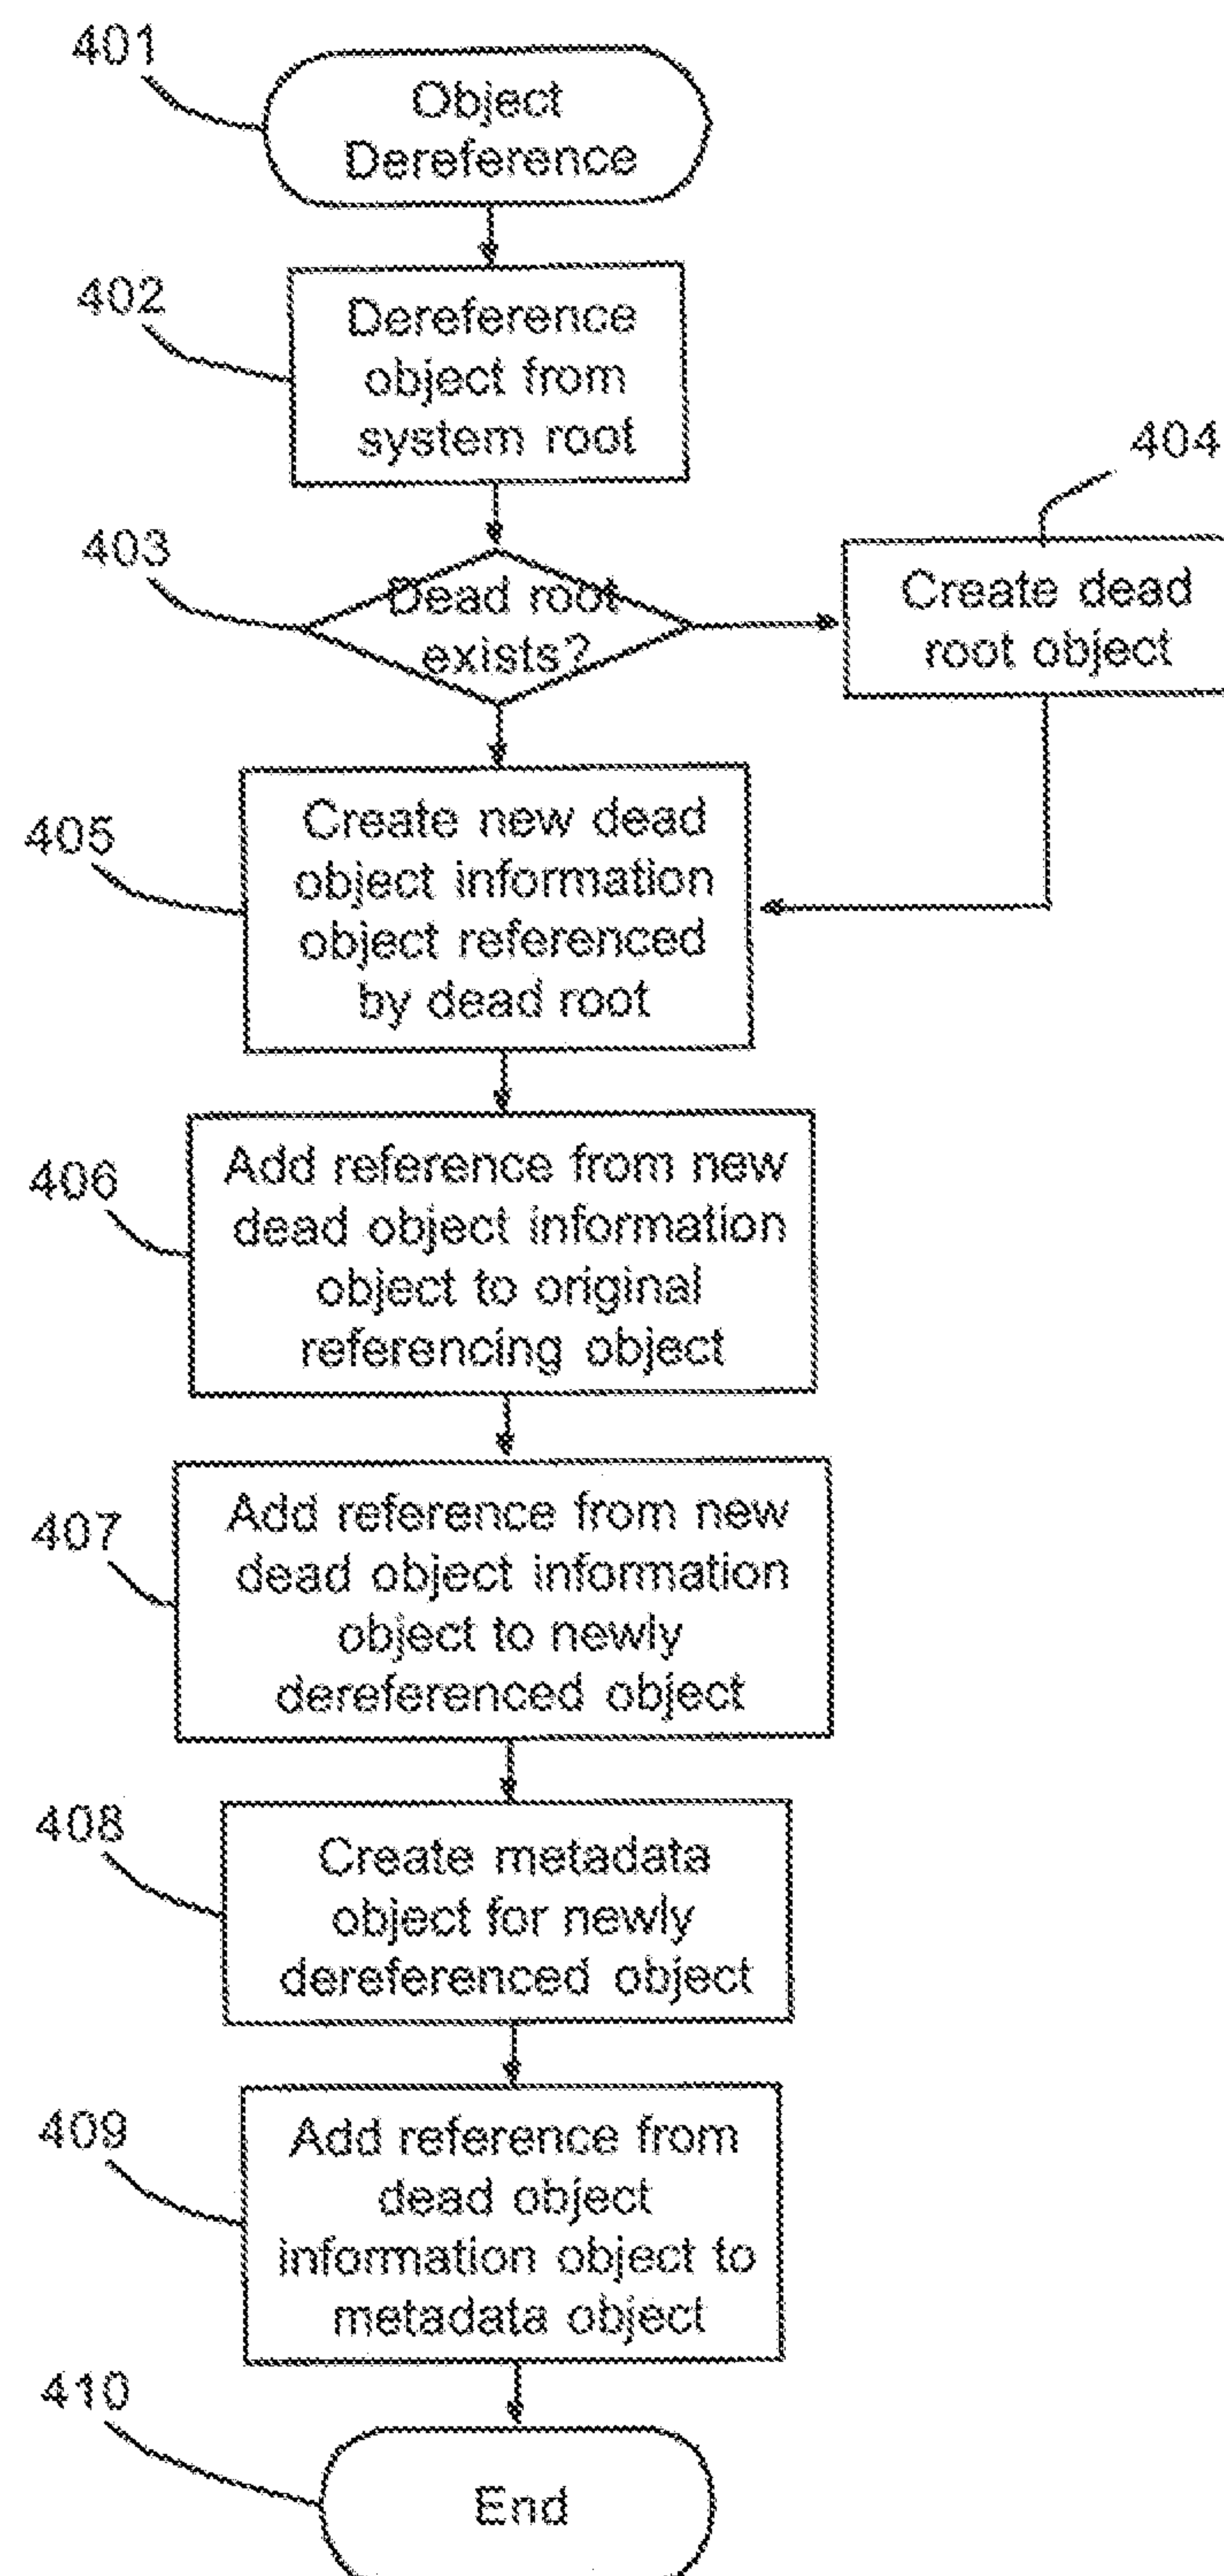 401
Object
Dereference
402
Dereference
object from
system root
403
Dead root
exists?
404
Create dead
root object
405
Create new dead
object information
object referenced
by dead root
406
Add reference from new
dead object information
object to original
referencing object
407
Add reference from new
dead object information
object to newly
dereferenced object
408
Create metadata
object for newly
dereferenced object
409
Add reference from
dead object
information object to
metadata object
410
End